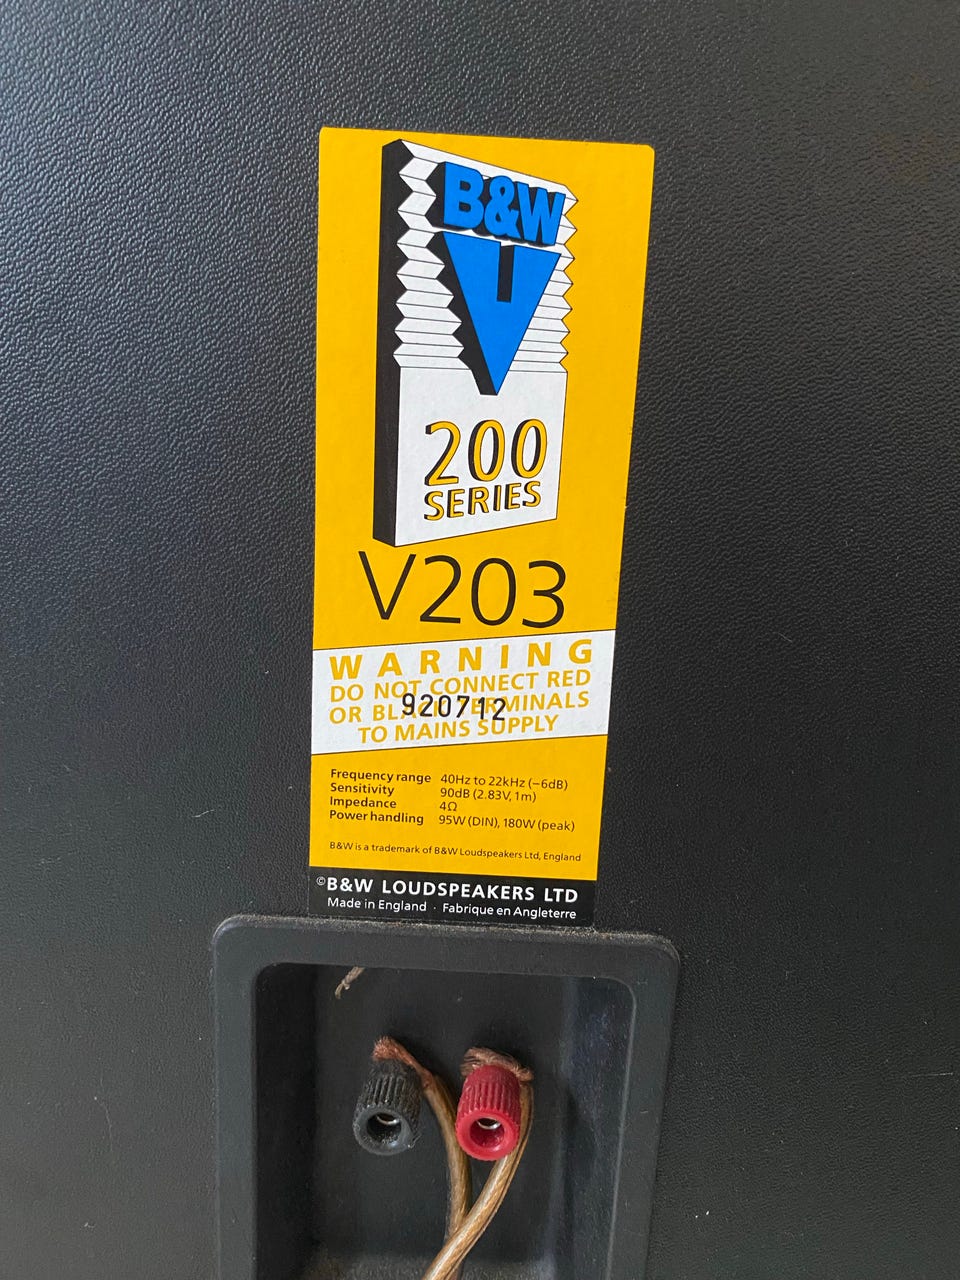 B&W
200
SERIES
V203
WARNING
DO NOT CONNECT RED
OR BLACK TERMINALS
920712
TO MAINS SUPPLY
Frequency range 40Hz to 22kHz (−6dB)
Sensitivity 90dB (2.83V, 1m)
Impedance 4Ω
Power handling 95W (DIN), 180W (peak)
B&W is a trademark of B&W Loudspeakers Ltd, England
©B&W LOUDSPEAKERS LTD
Made in England · Fabrique en Angleterre